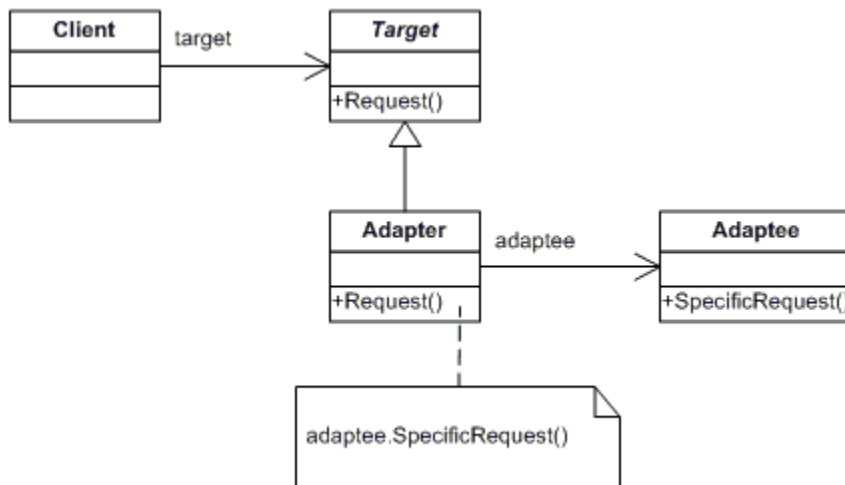 Client
target
Target
+Request()
Adapter
adaptee
Adaptee
+Request()
+SpecificRequest()
adaptee.SpecificRequest()